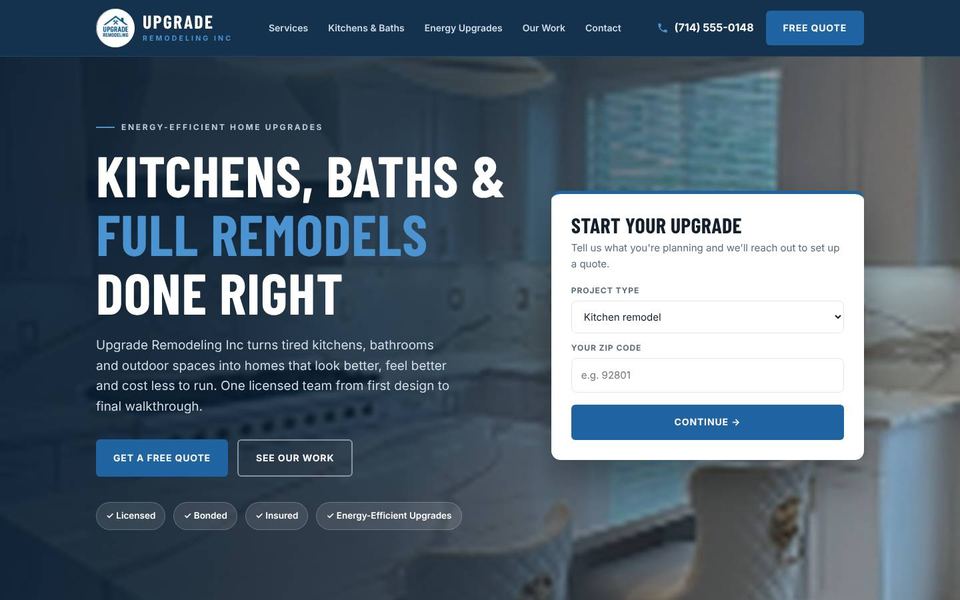 UPGRADE
REMODELING
UPGRADE
REMODELING INC
Services
Kitchens & Baths
Energy Upgrades
Our Work
Contact
(714) 555-0148
FREE QUOTE
ENERGY-EFFICIENT HOME UPGRADES
KITCHENS, BATHS &
FULL REMODELS
DONE RIGHT
Upgrade Remodeling Inc turns tired kitchens, bathrooms
and outdoor spaces into homes that look better, feel better
and cost less to run. One licensed team from first design to
final walkthrough.
GET A FREE QUOTE
SEE OUR WORK
✓ Licensed
✓ Bonded
✓ Insured
✓ Energy-Efficient Upgrades
START YOUR UPGRADE
Tell us what you're planning and we'll reach out to set up
a quote.
PROJECT TYPE
Kitchen remodel
YOUR ZIP CODE
e.g. 92801
CONTINUE →